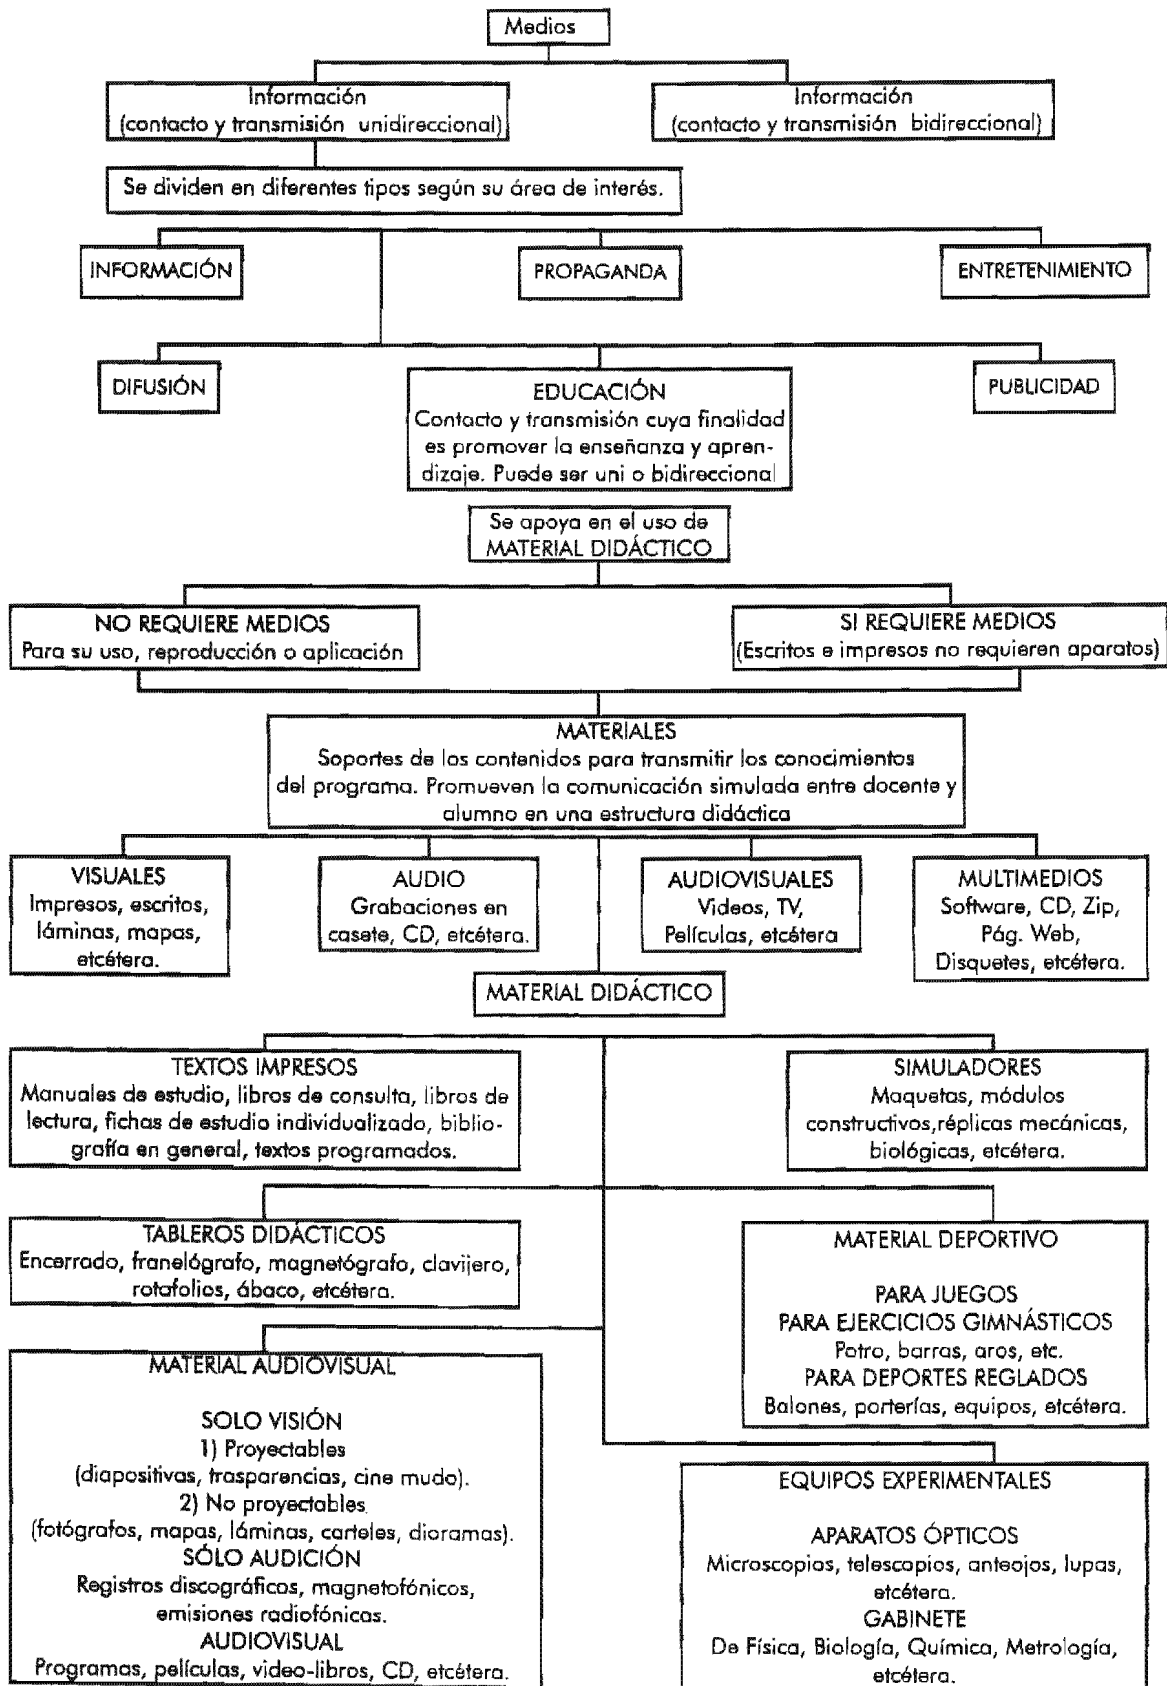 Medios
Información
(contacto y transmisión unidireccional)
Información
(contacto y transmisión bidireccional)
Se dividen en diferentes tipos según su área de interés.
INFORMACIÓN
PROPAGANDA
ENTRETENIMIENTO
DIFUSIÓN
EDUCACIÓN
Contacto y transmisión cuya finalidad
es promover la enseñanza y apren-
dizaje. Puede ser uni o bidireccional
PUBLICIDAD
Se apoya en el uso de
MATERIAL DIDÁCTICO
NO REQUIERE MEDIOS
Para su uso, reproducción o aplicación
SI REQUIERE MEDIOS
(Escritos e impresos no requieren aparatos)
MATERIALES
Soportes de los contenidos para transmitir los conocimientos
del programa. Promueven la comunicación simulada entre docente y
alumno en una estructura didáctica
VISUALES
Impresos, escritos,
láminas, mapas,
etcétera.
AUDIO
Grabaciones en
casete, CD, etcétera.
AUDIOVISUALES
Videos, TV,
Películas, etcétera
MULTIMEDIOS
Software, CD, Zip,
Pág. Web,
Disquetes, etcétera.
MATERIAL DIDÁCTICO
TEXTOS IMPRESOS
Manuales de estudio, libros de consulta, libros de
lectura, fichas de estudio individualizado, biblio-
grafía en general, textos programados.
SIMULADORES
Maquetas, módulos
constructivos,réplicas mecánicas,
biológicas, etcétera.
TABLEROS DIDÁCTICOS
Encerrado, franelógrafo, magnetógrafo, clavijero,
rotafolios, ábaco, etcétera.
MATERIAL DEPORTIVO
PARA JUEGOS
PARA EJERCICIOS GIMNÁSTICOS
Potro, barras, aros, etc.
PARA DEPORTES REGLADOS
Balones, porterías, equipos, etcétera.
MATERIAL AUDIOVISUAL
SOLO VISIÓN
1) Proyectables
(diapositivas, trasparencias, cine mudo).
2) No proyectables.
(fotógrafos, mapas, láminas, carteles, dioramas).
SÓLO AUDICIÓN
Registros discográficos, magnetofónicos,
emisiones radiofónicas.
AUDIOVISUAL
Programas, películas, video-libros, CD, etcétera.
EQUIPOS EXPERIMENTALES
APARATOS ÓPTICOS
Microscopios, telescopios, anteojos, lupas,
etcétera.
GABINETE
De Física, Biología, Química, Metrología,
etcétera.